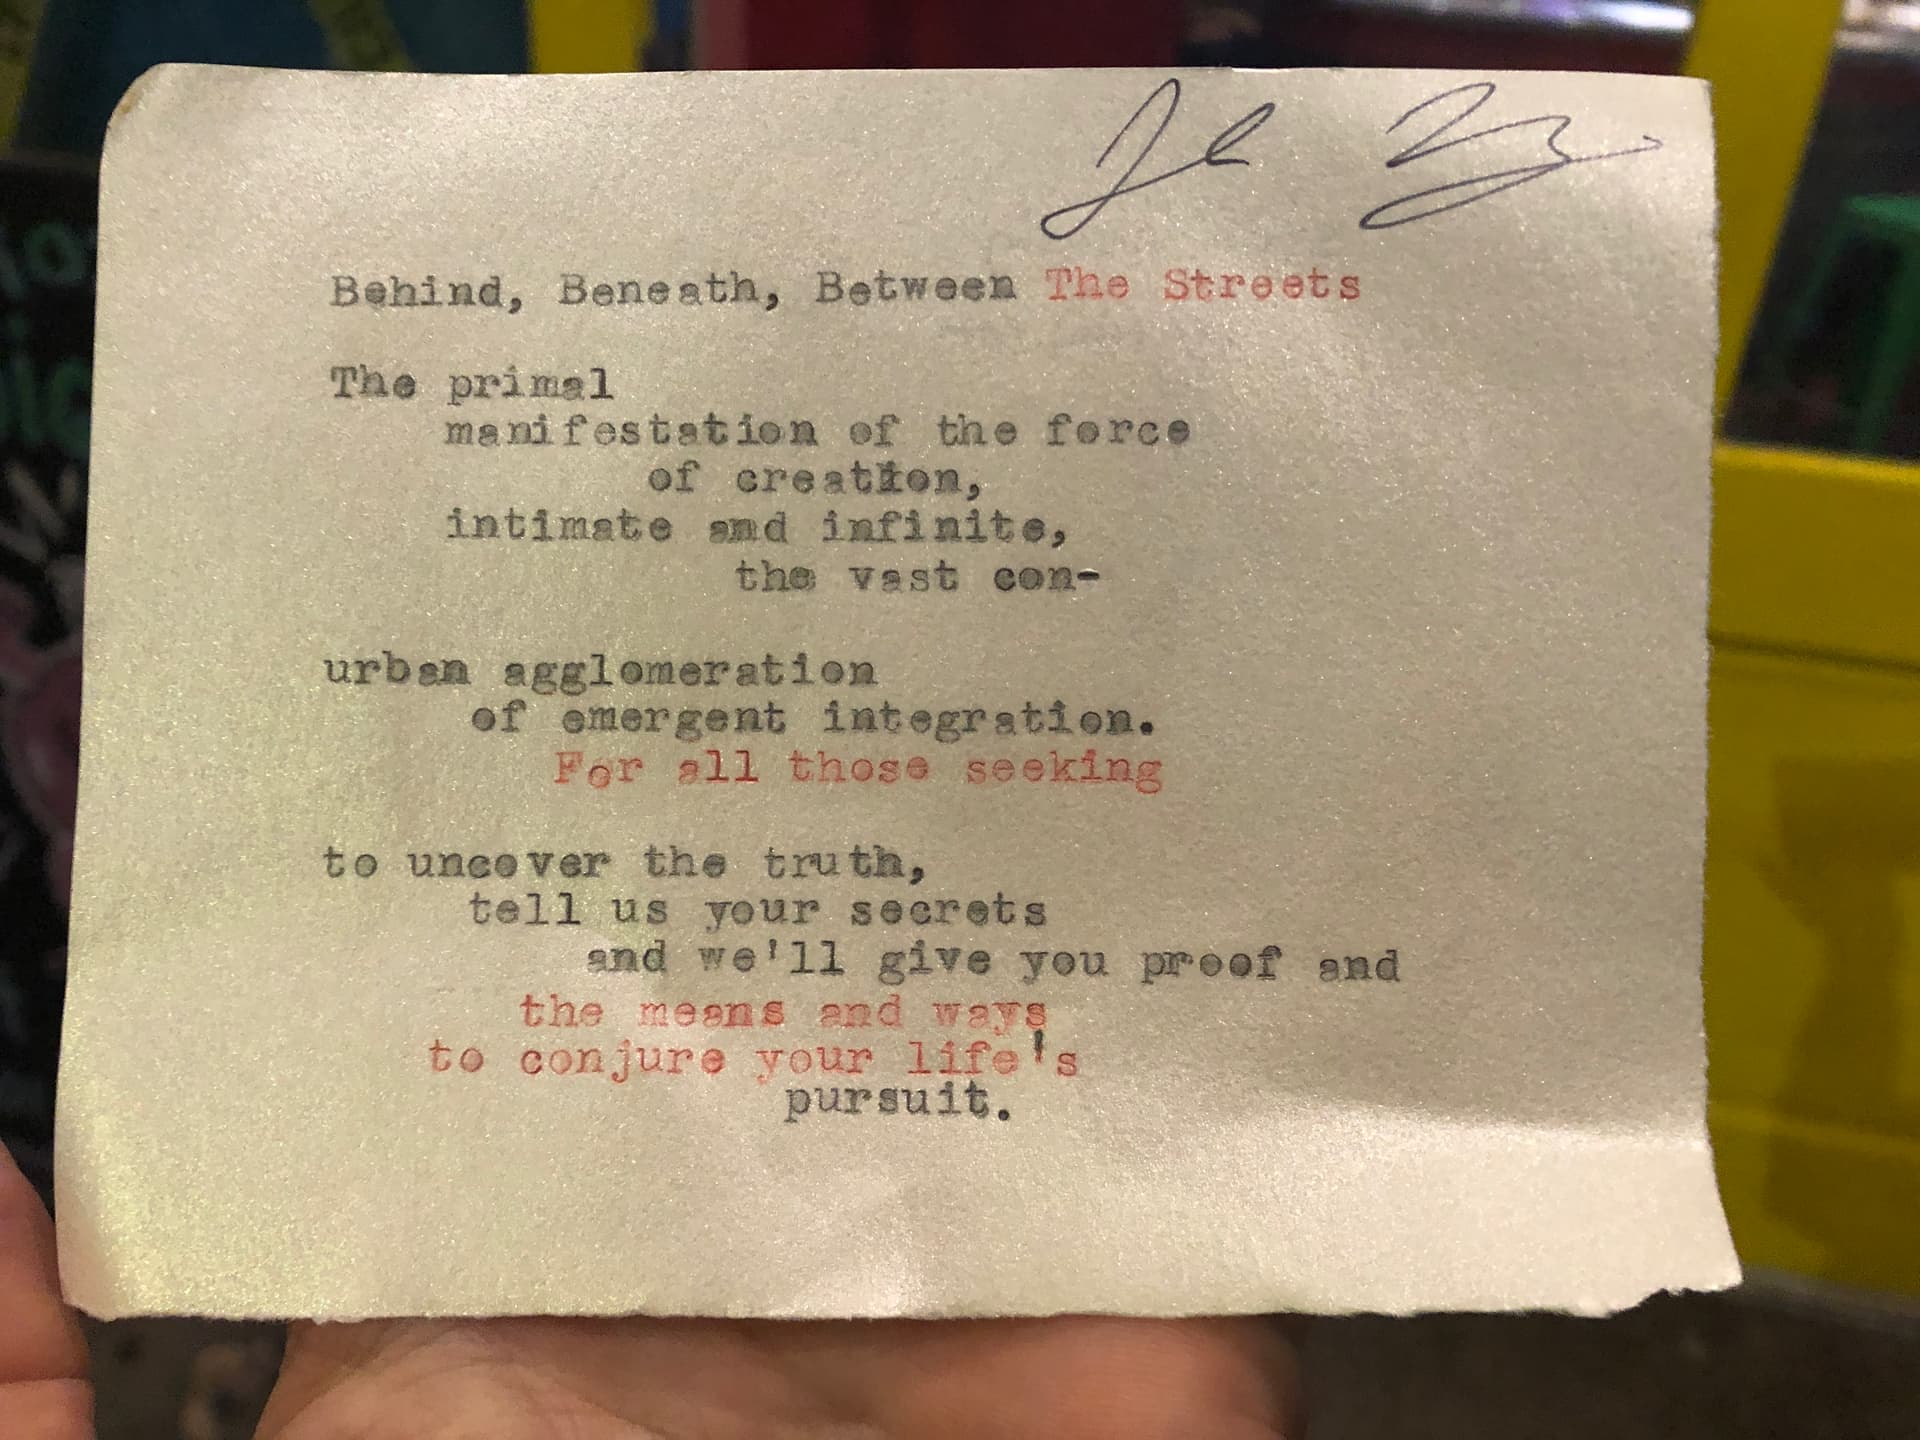 Behind, Beneath, Between The Streets
The primal
manifestation of the force
of creation,
intimate and infinite,
the vast con-
urban agglomeration
of emergent integration.
For all those seeking
to uncover the truth,
tell us your secrets
and we'll give you proof and
the means and ways
to conjure your life's
pursuit.